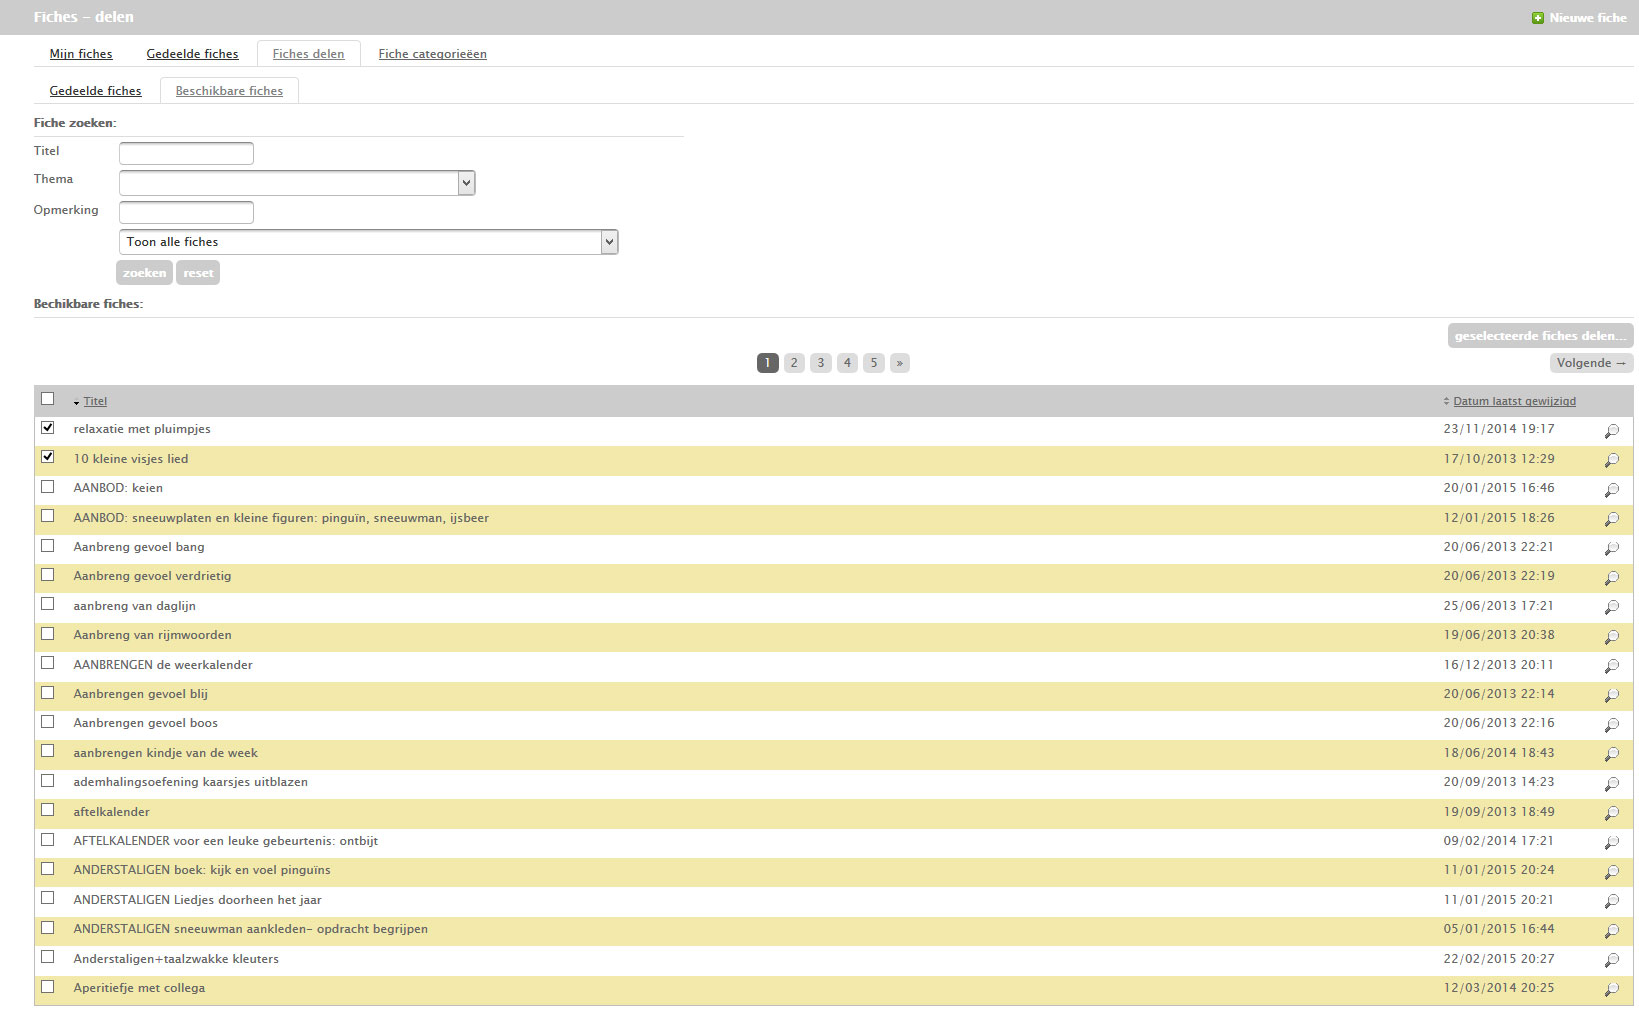 Fiches – delen
Nieuwe fiche
Mijn fiches Gedeelde fiches Fiches delen Fiche categorieëen
Gedeelde fiches Beschikbare fiches
Fiche zoeken:
Titel
Thema
Opmerking
Toon alle fiches
zoeken reset
Bechikbare fiches:
geselecteerde fiches delen...
1 2 3 4 5 » Volgende →
Titel Datum laatst gewijzigd
relaxatie met pluimpjes 23/11/2014 19:17
10 kleine visjes lied 17/10/2013 12:29
AANBOD: keien 20/01/2015 16:46
AANBOD: sneeuwplaten en kleine figuren: pinguïn, sneeuwman, ijsbeer 12/01/2015 18:26
Aanbreng gevoel bang 20/06/2013 22:21
Aanbreng gevoel verdrietig 20/06/2013 22:19
aanbreng van daglijn 25/06/2013 17:21
Aanbreng van rijmwoorden 19/06/2013 20:38
AANBRENGEN de weerkalender 16/12/2013 20:11
Aanbrengen gevoel blij 20/06/2013 22:14
Aanbrengen gevoel boos 20/06/2013 22:16
aanbrengen kindje van de week 18/06/2014 18:43
ademhalingsoefening kaarsjes uitblazen 20/09/2013 14:23
aftelkalender 19/09/2013 18:49
AFTELKALENDER voor een leuke gebeurtenis: ontbijt 09/02/2014 17:21
ANDERSTALIGEN boek: kijk en voel pinguïns 11/01/2015 20:24
ANDERSTALIGEN Liedjes doorheen het jaar 11/01/2015 20:21
ANDERSTALIGEN sneeuwman aankleden– opdracht begrijpen 05/01/2015 16:44
Anderstaligen+taalzwakke kleuters 22/02/2015 20:27
Aperitiefje met collega 12/03/2014 20:25